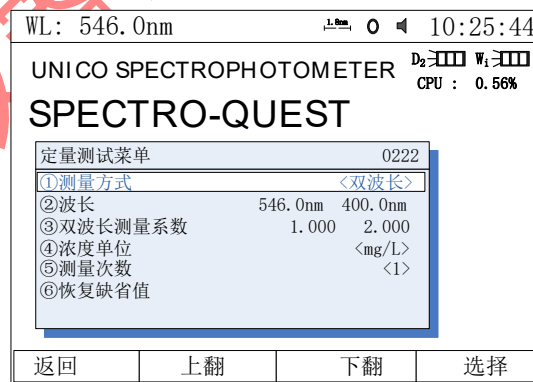 WL: 546.0nm 1.8nm 10:25:44
UNICO SPECTROPHOTOMETER D2 Wi
CPU : 0.56%
SPECTRO-QUEST
定量测试菜单 0222
①测量方式 <双波长>
②波长 546.0nm 400.0nm
③双波长测量系数 1.000 2.000
④浓度单位 <mg/L>
⑤测量次数 <1>
⑥恢复缺省值
返回 上翻 下翻 选择